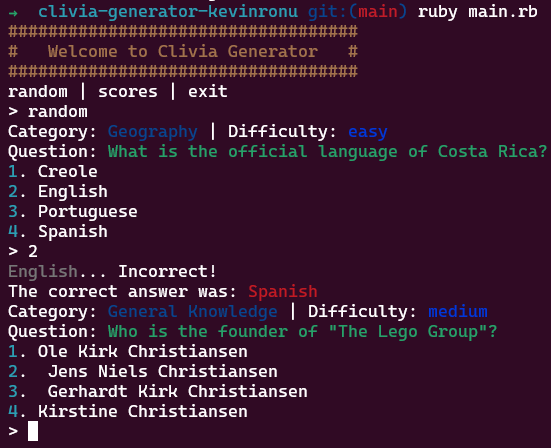 → clivia-generator-kevinronu git:(main) ruby main.rb
###################################
#   Welcome to Clivia Generator   #
###################################
random | scores | exit
> random
Category: Geography | Difficulty: easy
Question: What is the official language of Costa Rica?
1. Creole
2. English
3. Portuguese
4. Spanish
> 2
English... Incorrect!
The correct answer was: Spanish
Category: General Knowledge | Difficulty: medium
Question: Who is the founder of "The Lego Group"?
1. Ole Kirk Christiansen
2.  Jens Niels Christiansen
3.  Gerhardt Kirk Christiansen
4. Kirstine Christiansen
>